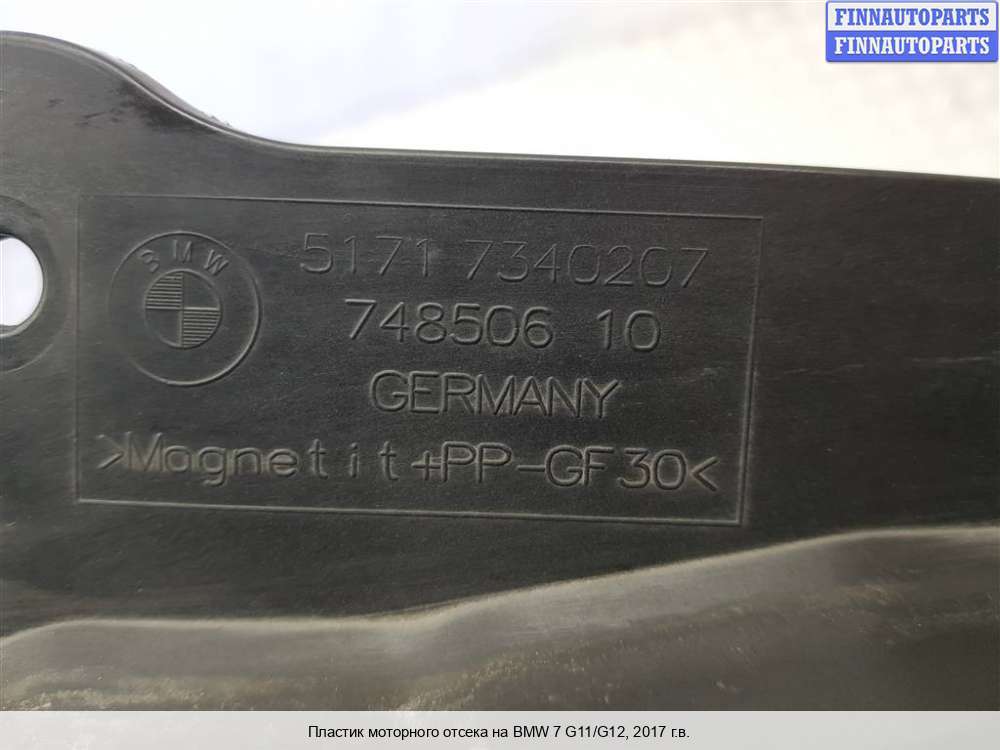 FINNAUTOPARTS
FINNAUTOPARTS
BMW
5171 7340207
748506 10
GERMANY
>Magnetit+PP-GF30<
Пластик моторного отсека на BMW 7 G11/G12, 2017 г.в.